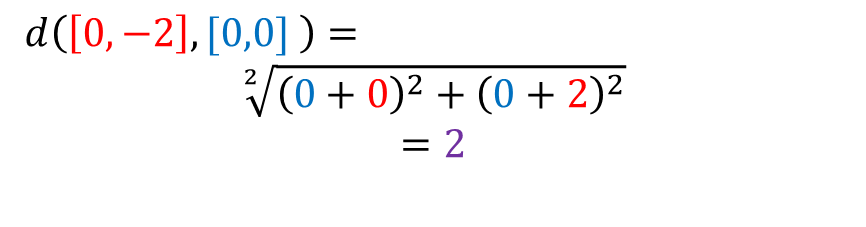 d([0, −2], [0,0] ) =
²√(0 + 0)² + (0 + 2)²
= 2